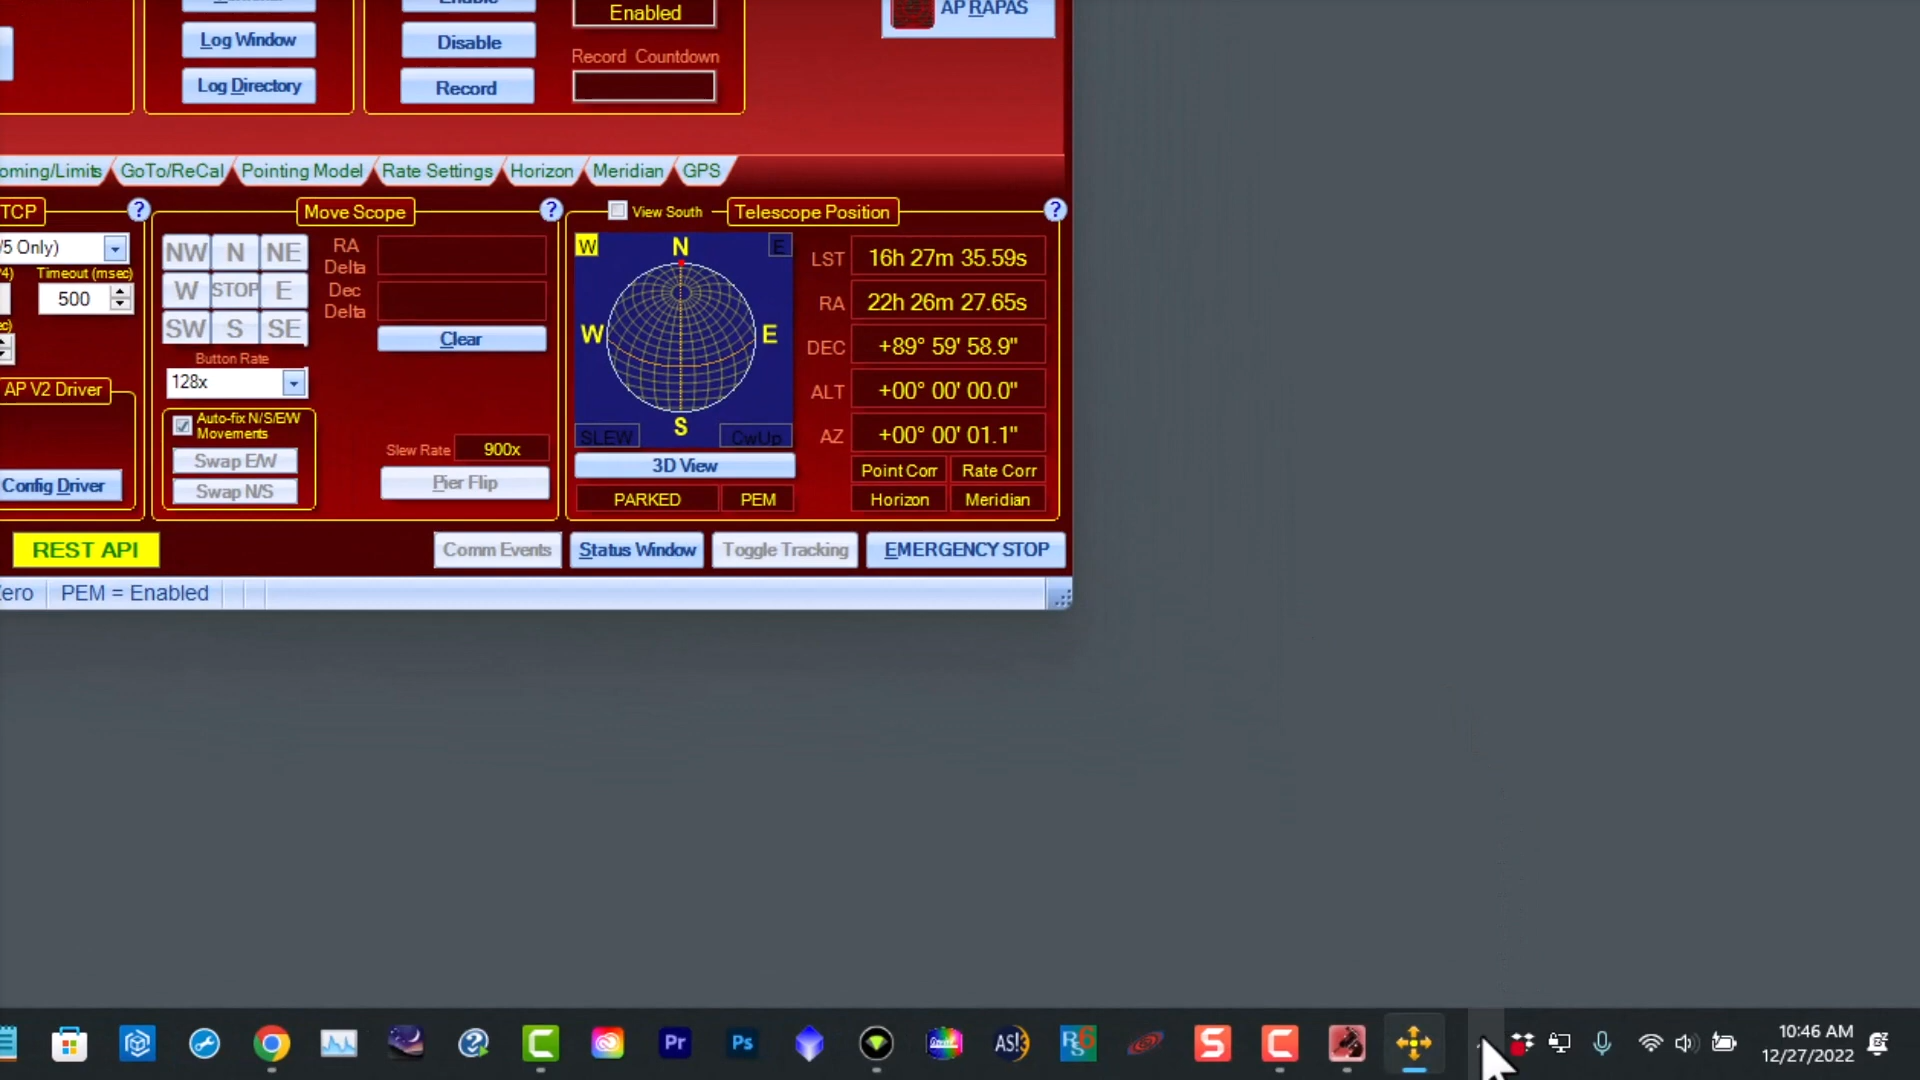 Enabled
AP RAPAS
Log Window
Disable
Record Countdown
Log Directory
Record
oming/Limits
GoTo/ReCal
Pointing Model
Rate Settings
Horizon
Meridian
GPS
TCP
?
Move Scope
?
View South
Telescope Position
?
/5 Only)
Timeout (msec)
500
NW N NE
W STOP E
SW S SE
RA
Delta
Dec
Delta
Clear
Button Rate
128x
Auto-fix N/S/E/W
Movements
Swap E/W
Swap N/S
Slew Rate 900x
Pier Flip
AP V2 Driver
Config Driver
W N E
W E
SLEW S CwUp
3D View
PARKED PEM
LST 16h 27m 35.59s
RA 22h 26m 27.65s
DEC +89° 59' 58.9"
ALT +00° 00' 00.0"
AZ +00° 00' 01.1"
Point Corr Rate Corr
Horizon Meridian
REST API
Comm Events
Status Window
Toggle Tracking
EMERGENCY STOP
ero
PEM = Enabled
Pr
Ps
AS!3
RS6
10:46 AM
12/27/2022